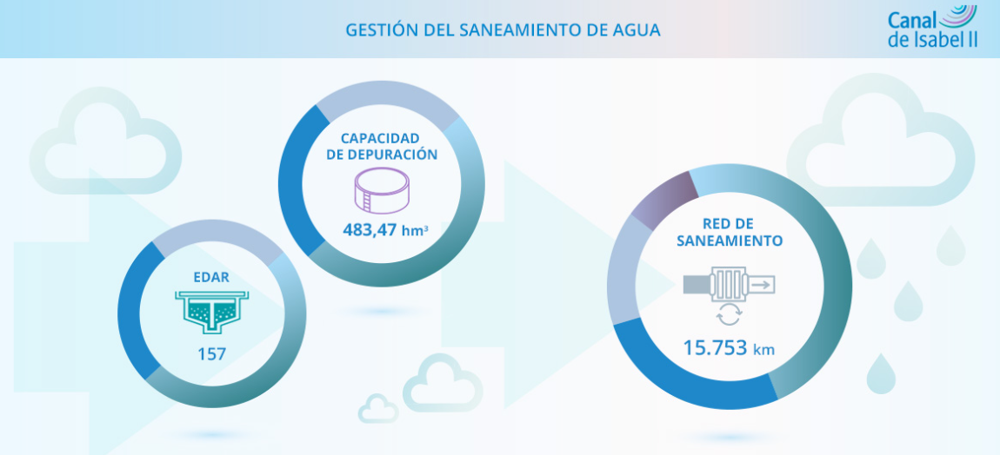 GESTIÓN DEL SANEAMIENTO DE AGUA
Canal
de Isabel II
CAPACIDAD
DE DEPURACIÓN
483,47 hm³
EDAR
157
RED DE
SANEAMIENTO
15.753 km